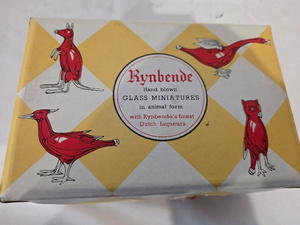 Rynbende
Hand blown
GLASS MINIATURES
in animal form
with Rynbende's finest
Dutch Liqueurs